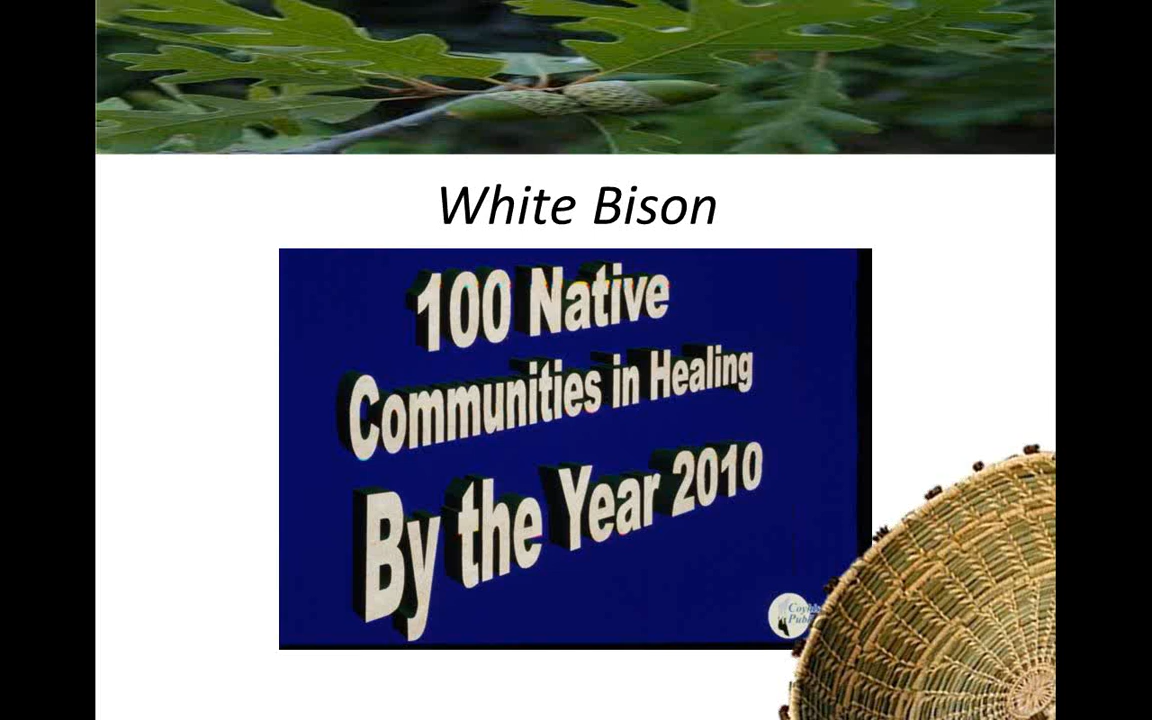 White Bison
100 Native
Communities in Healing
By the Year 2010